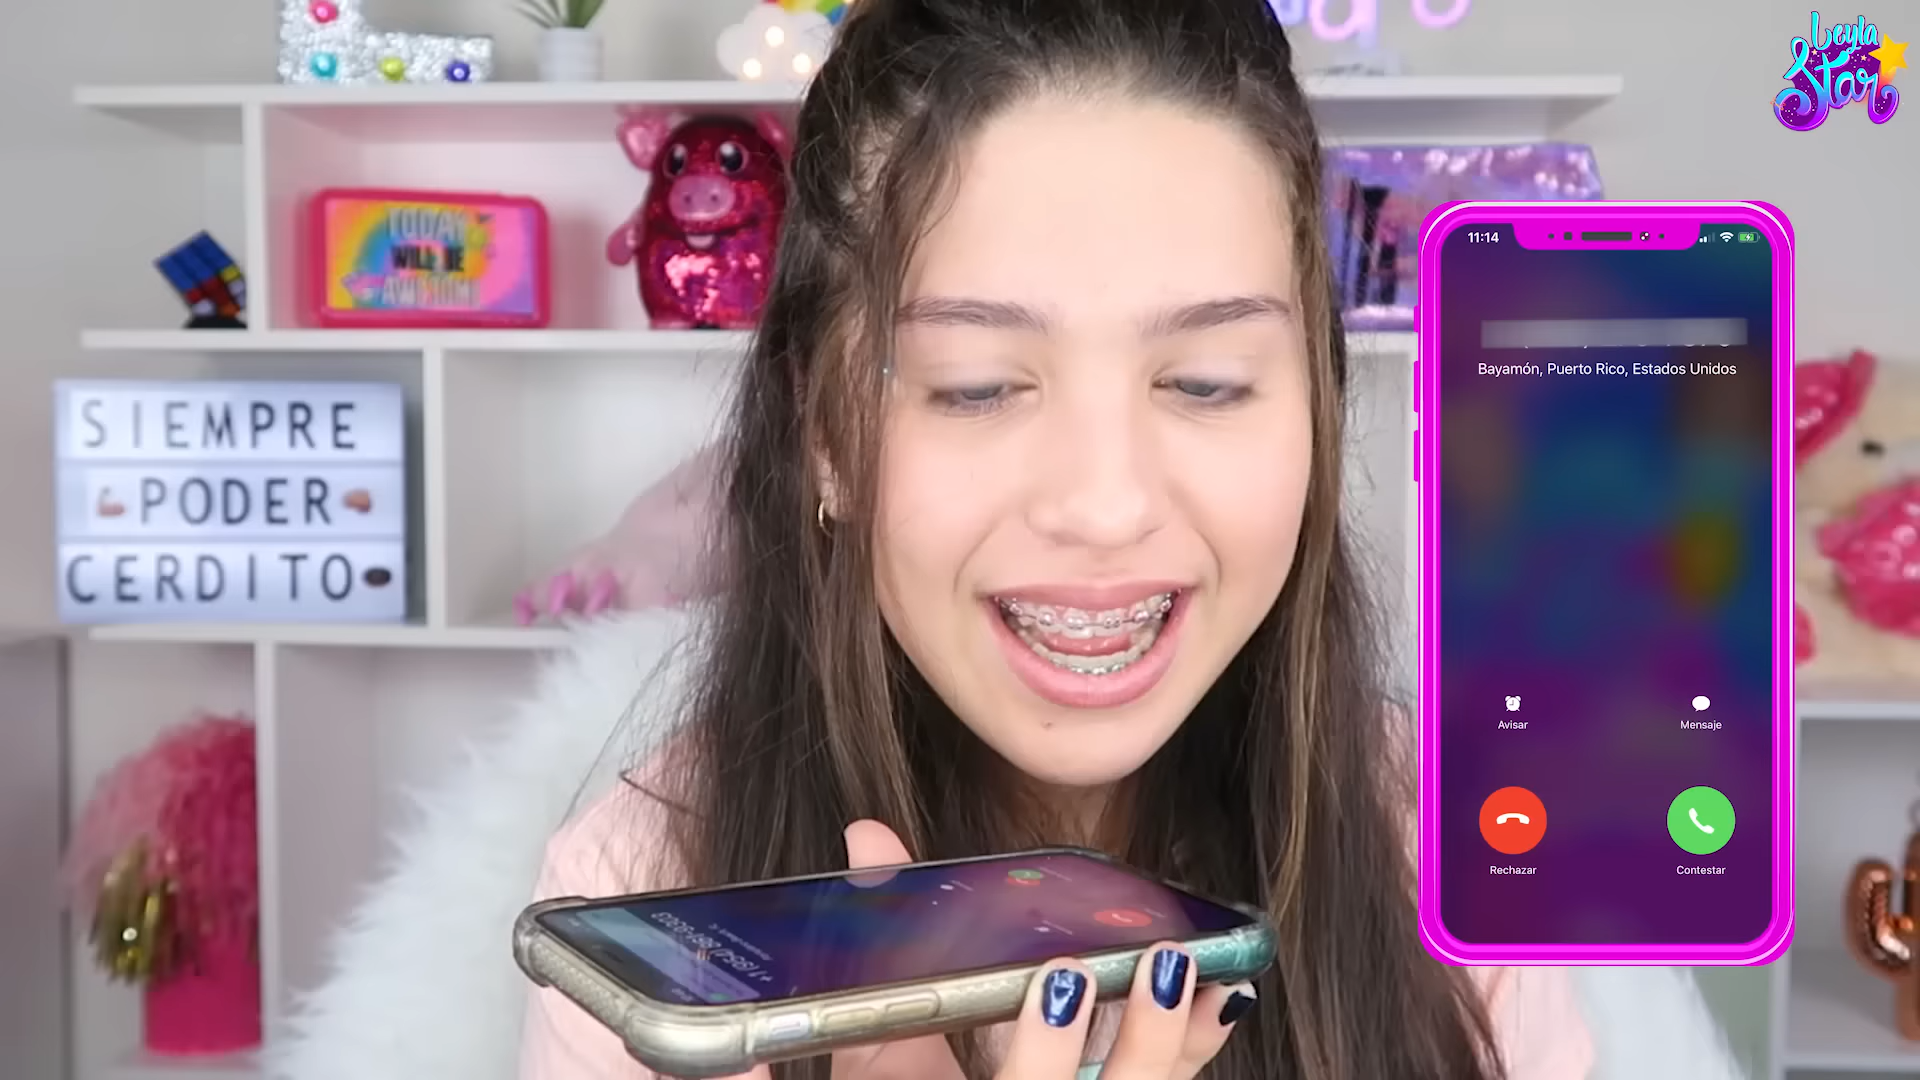 Leyla
Star
TODAY
WILL BE
AWESOME
SIEMPRE
PODER
CERDITO
11:14
Bayamón, Puerto Rico, Estados Unidos
Avisar
Mensaje
Rechazar
Contestar